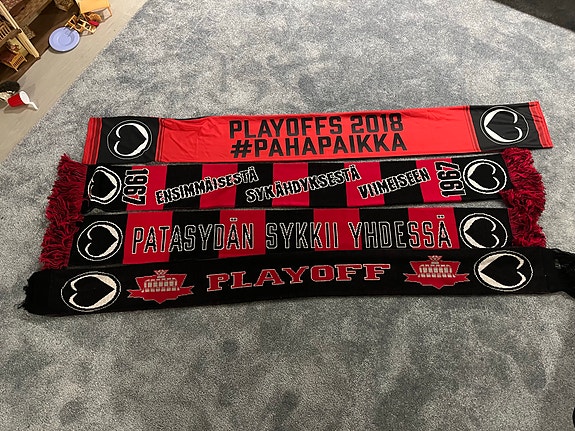 PLAYOFFS 2018
#PAHAPAIKKA
1967 ENSIMMÄISESTÄ SYKÄHDYKSESTÄ VIIMEISEEN 1967
PATASYDÄN SYKKII YHDESSÄ
PLAYOFF